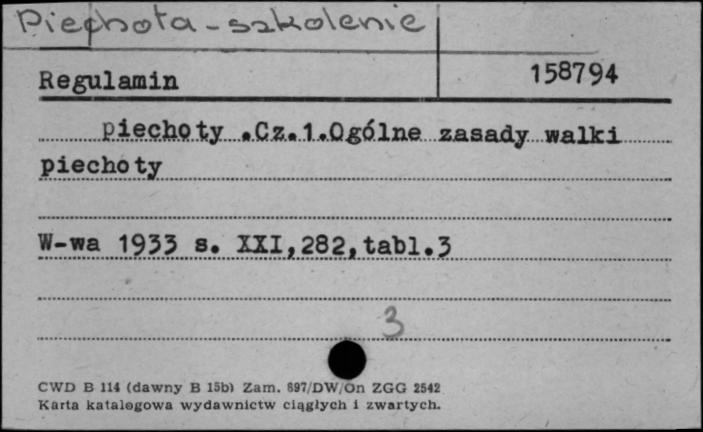 Piechota - szkolenie
Regulamin 158794
piechoty .Cz.1.Ogólne zasady walki
piechoty
W-wa 1933 s. XXI,282,tabl.3
3
CWD B 114 (dawny B 15b) Zam. 897/DW/On ZGG 2542
Karta katalogowa wydawnictw ciągłych i zwartych.